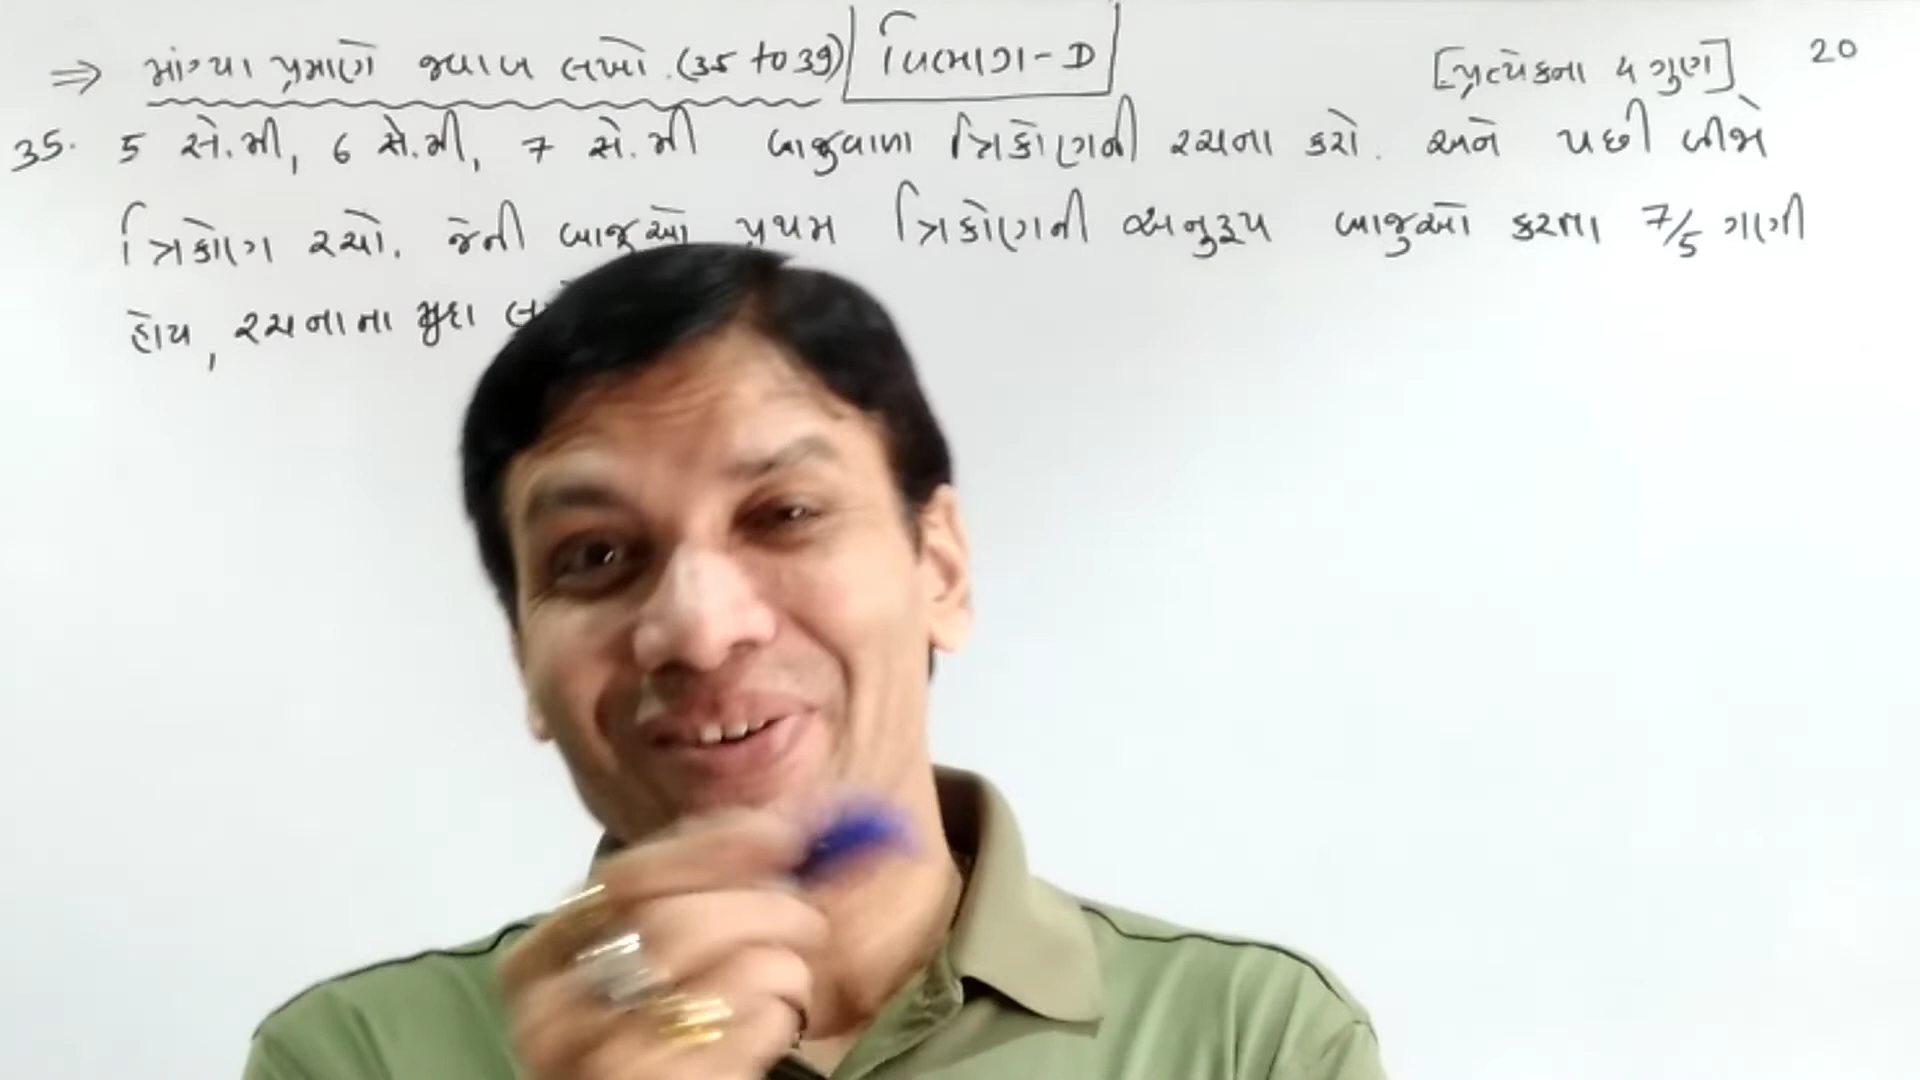 ⇒ માંગ્યા પ્રમાણે જવાબ લખો. (35 to 39) વિભાગ-D [પ્રત્યેકના 4 ગુણ] 20
35. 5 સે.મી, 6 સે.મી, 7 સે.મી બાજુવાળા ત્રિકોણની રચના કરો. અને પછી બીજો
ત્રિકોણ રચો. જેની બાજુઓ પ્રથમ ત્રિકોણની અનુરૂપ બાજુઓ કરતા 7/5 ગણી
હોય, રચનાના મુદા